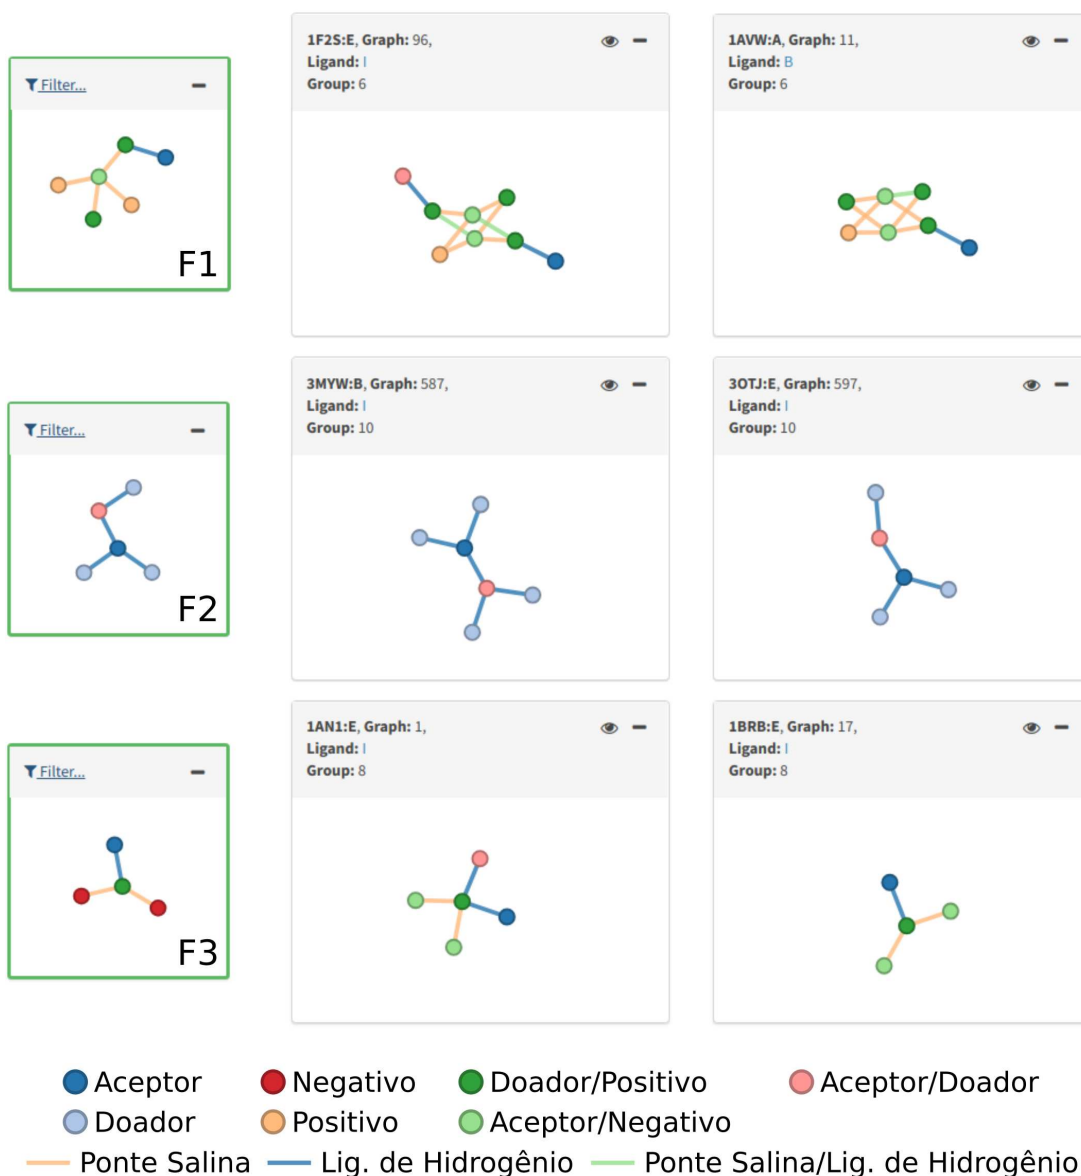 Filter...
F1
1F2S:E, Graph: 96,
Ligand: I
Group: 6
1AVW:A, Graph: 11,
Ligand: B
Group: 6
Filter...
F2
3MYW:B, Graph: 587,
Ligand: I
Group: 10
3OTJ:E, Graph: 597,
Ligand: I
Group: 10
Filter...
F3
1AN1:E, Graph: 1,
Ligand: I
Group: 8
1BRB:E, Graph: 17,
Ligand: I
Group: 8
Aceptor Negativo Doador/Positivo Aceptor/Doador
Doador Positivo Aceptor/Negativo
Ponte Salina Lig. de Hidrogênio Ponte Salina/Lig. de Hidrogênio